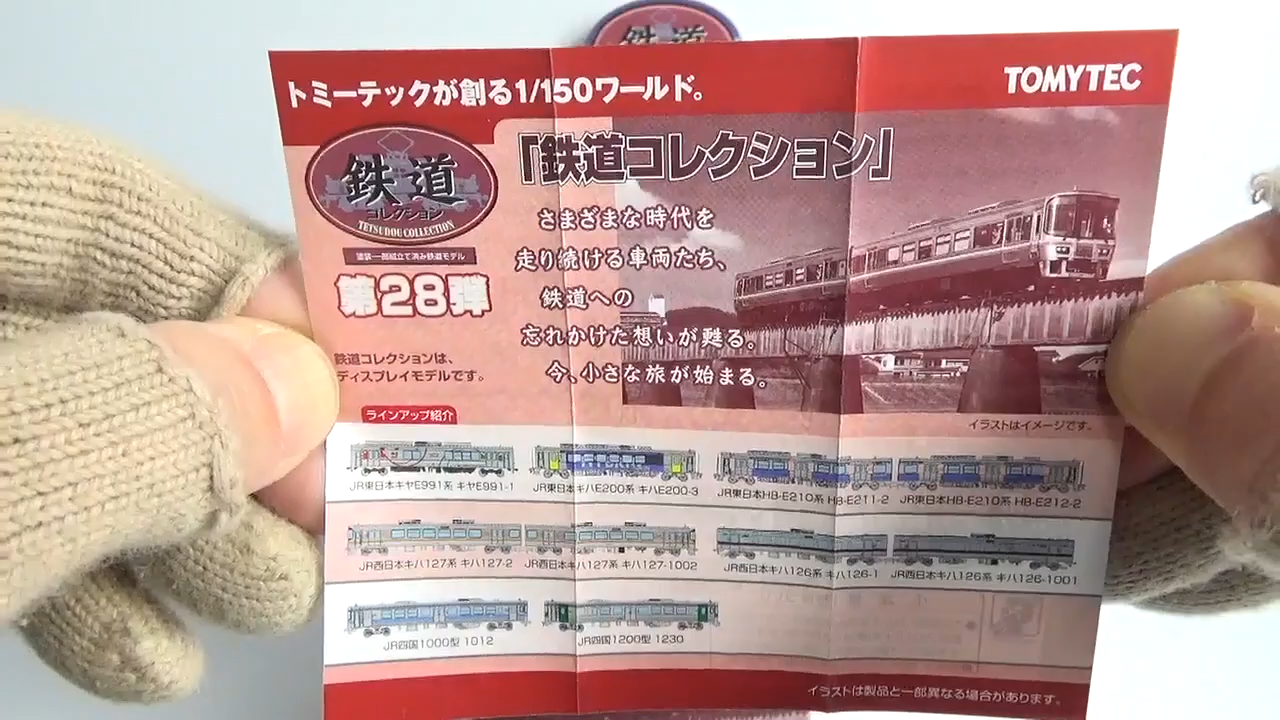 鉄道
トミーテックが創る1/150ワールド。
TOMYTEC
鉄道
コレクション
TETSUDOU COLLECTION
「鉄道コレクション」
塗装一部組立て済み鉄道モデル
第28弾
さまざまな時代を
走り続ける車両たち、
鉄道への
忘れかけた想いが甦る。
今、小さな旅が始まる。
鉄道コレクションは、
ディスプレイモデルです。
イラストはイメージです。
ラインアップ紹介
JR東日本キヤE991系 キヤE991-1
JR東日本キハE200系 キハE200-3
JR東日本HB-E210系 HB-E211-2
JR東日本HB-E210系 HB-E212-2
JR西日本キハ127系 キハ127-2
JR西日本キハ127系 キハ127-1002
JR西日本キハ126系 キハ126-1
JR西日本キハ126系 キハ126-1001
JR四国1000型 1012
JR四国1200型 1230
イラストは製品と一部異なる場合があります。